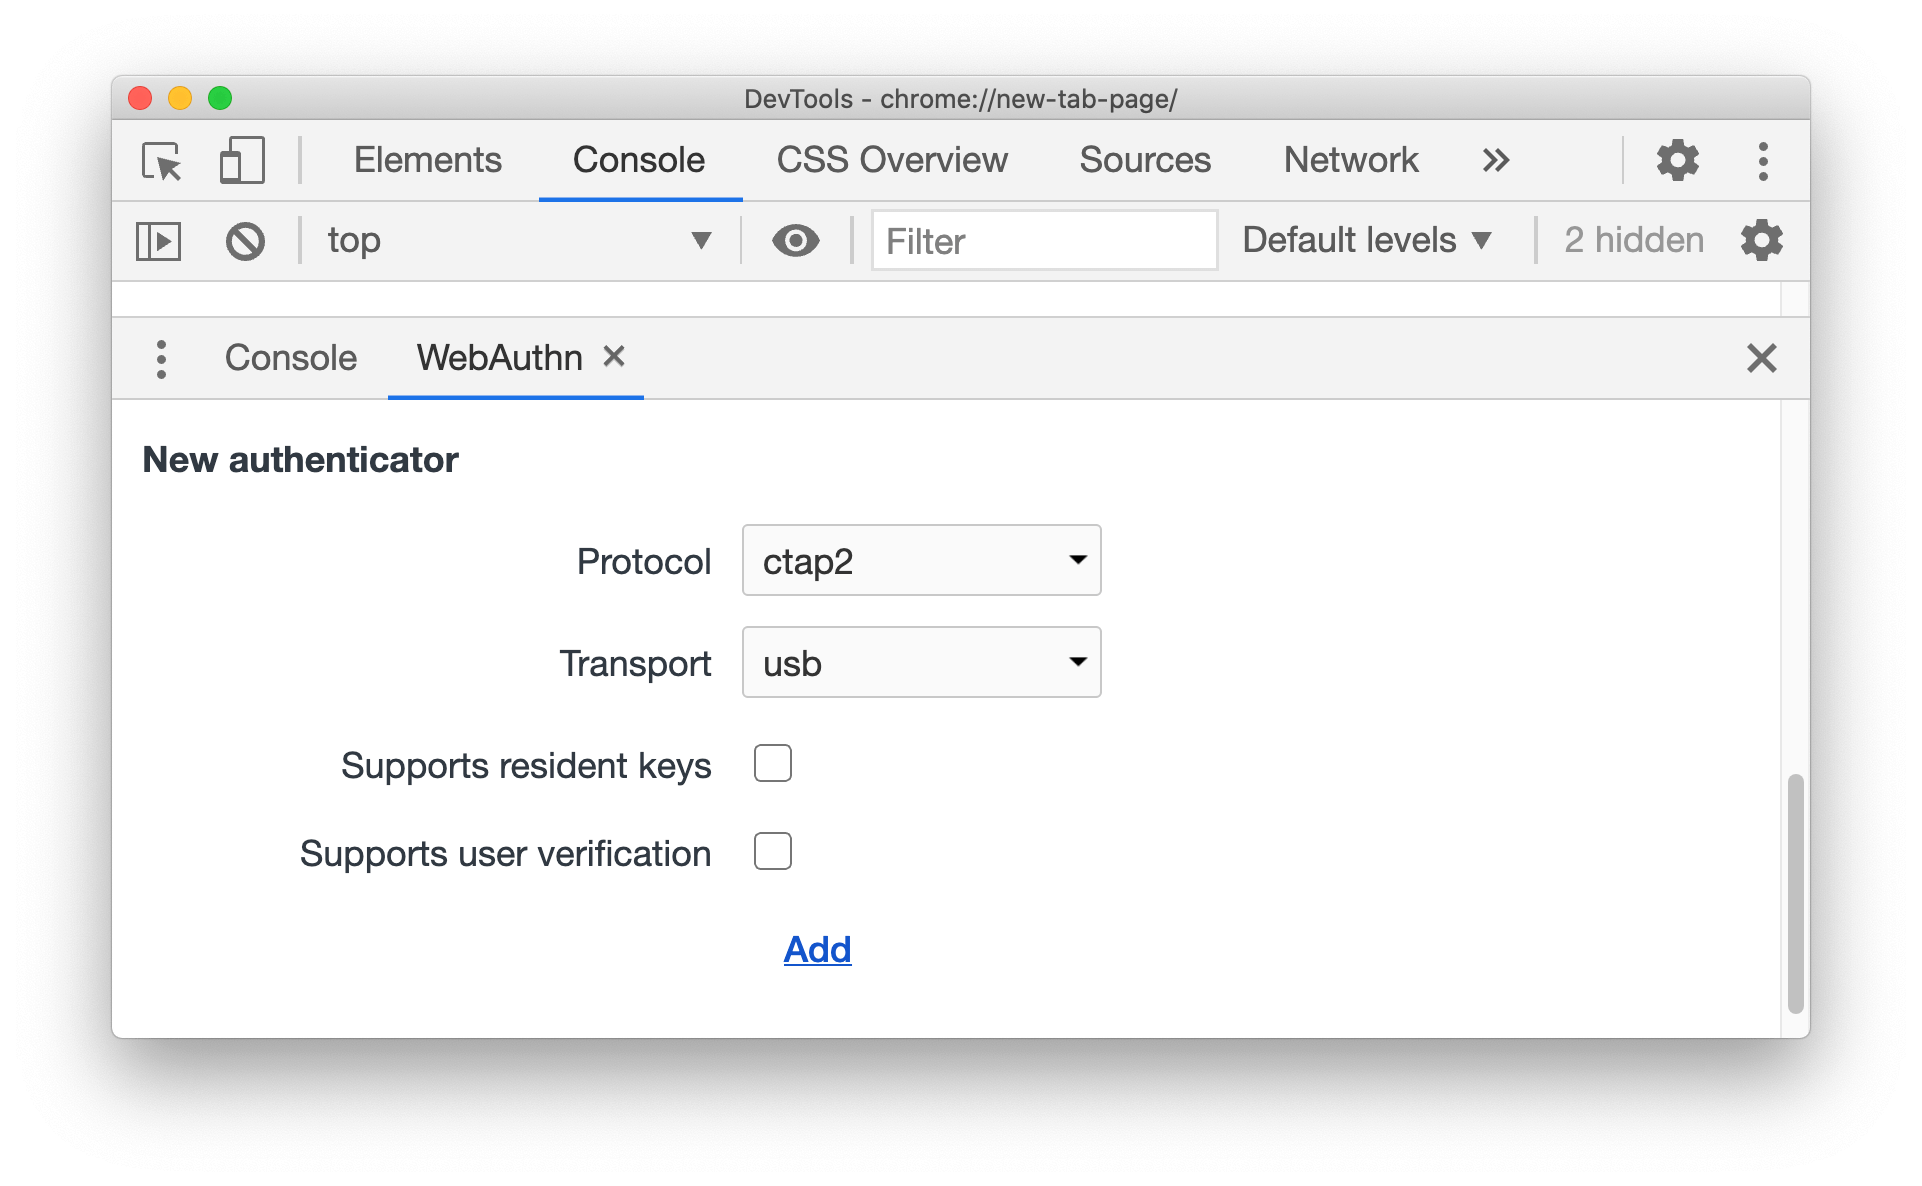 DevTools - chrome://new-tab-page/
Elements Console CSS Overview Sources Network
top Filter Default levels 2 hidden
Console WebAuthn
New authenticator
Protocol ctap2
Transport usb
Supports resident keys
Supports user verification
Add